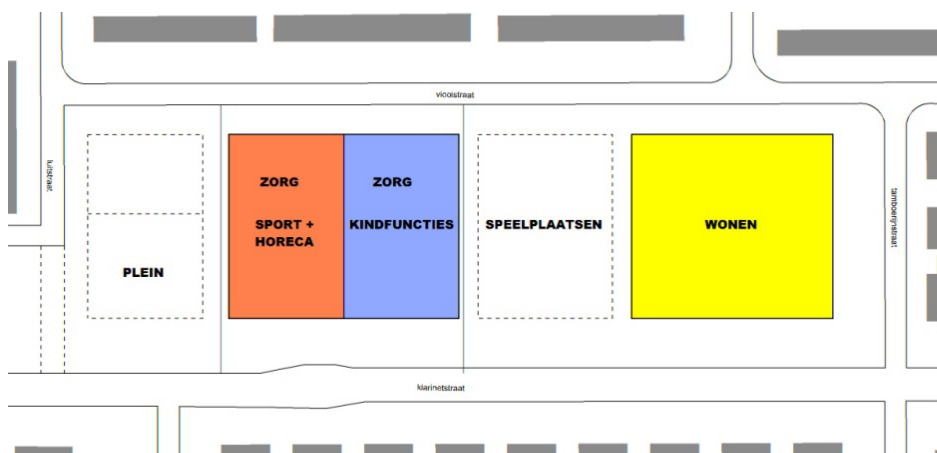 vioolstraat
luitstraat
tamboerijnstraat
ZORG
SPORT +
HORECA
ZORG
KINDFUNCTIES
SPEELPLAATSEN
WONEN
PLEIN
klarinetstraat